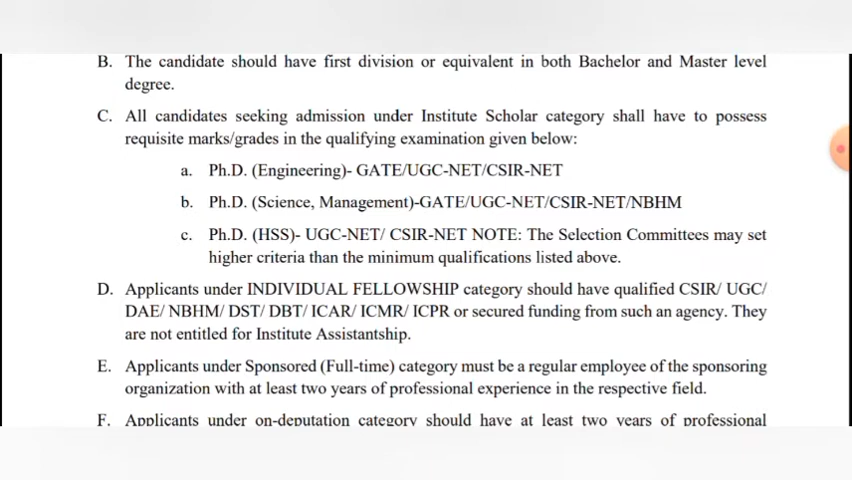 B. The candidate should have first division or equivalent in both Bachelor and Master level
degree.
C. All candidates seeking admission under Institute Scholar category shall have to possess
requisite marks/grades in the qualifying examination given below:
a. Ph.D. (Engineering)- GATE/UGC-NET/CSIR-NET
b. Ph.D. (Science, Management)-GATE/UGC-NET/CSIR-NET/NBHM
c. Ph.D. (HSS)- UGC-NET/ CSIR-NET NOTE: The Selection Committees may set
higher criteria than the minimum qualifications listed above.
D. Applicants under INDIVIDUAL FELLOWSHIP category should have qualified CSIR/ UGC/
DAE/ NBHM/ DST/ DBT/ ICAR/ ICMR/ ICPR or secured funding from such an agency. They
are not entitled for Institute Assistantship.
E. Applicants under Sponsored (Full-time) category must be a regular employee of the sponsoring
organization with at least two years of professional experience in the respective field.
F. Applicants under on-deputation category should have at least two years of professional